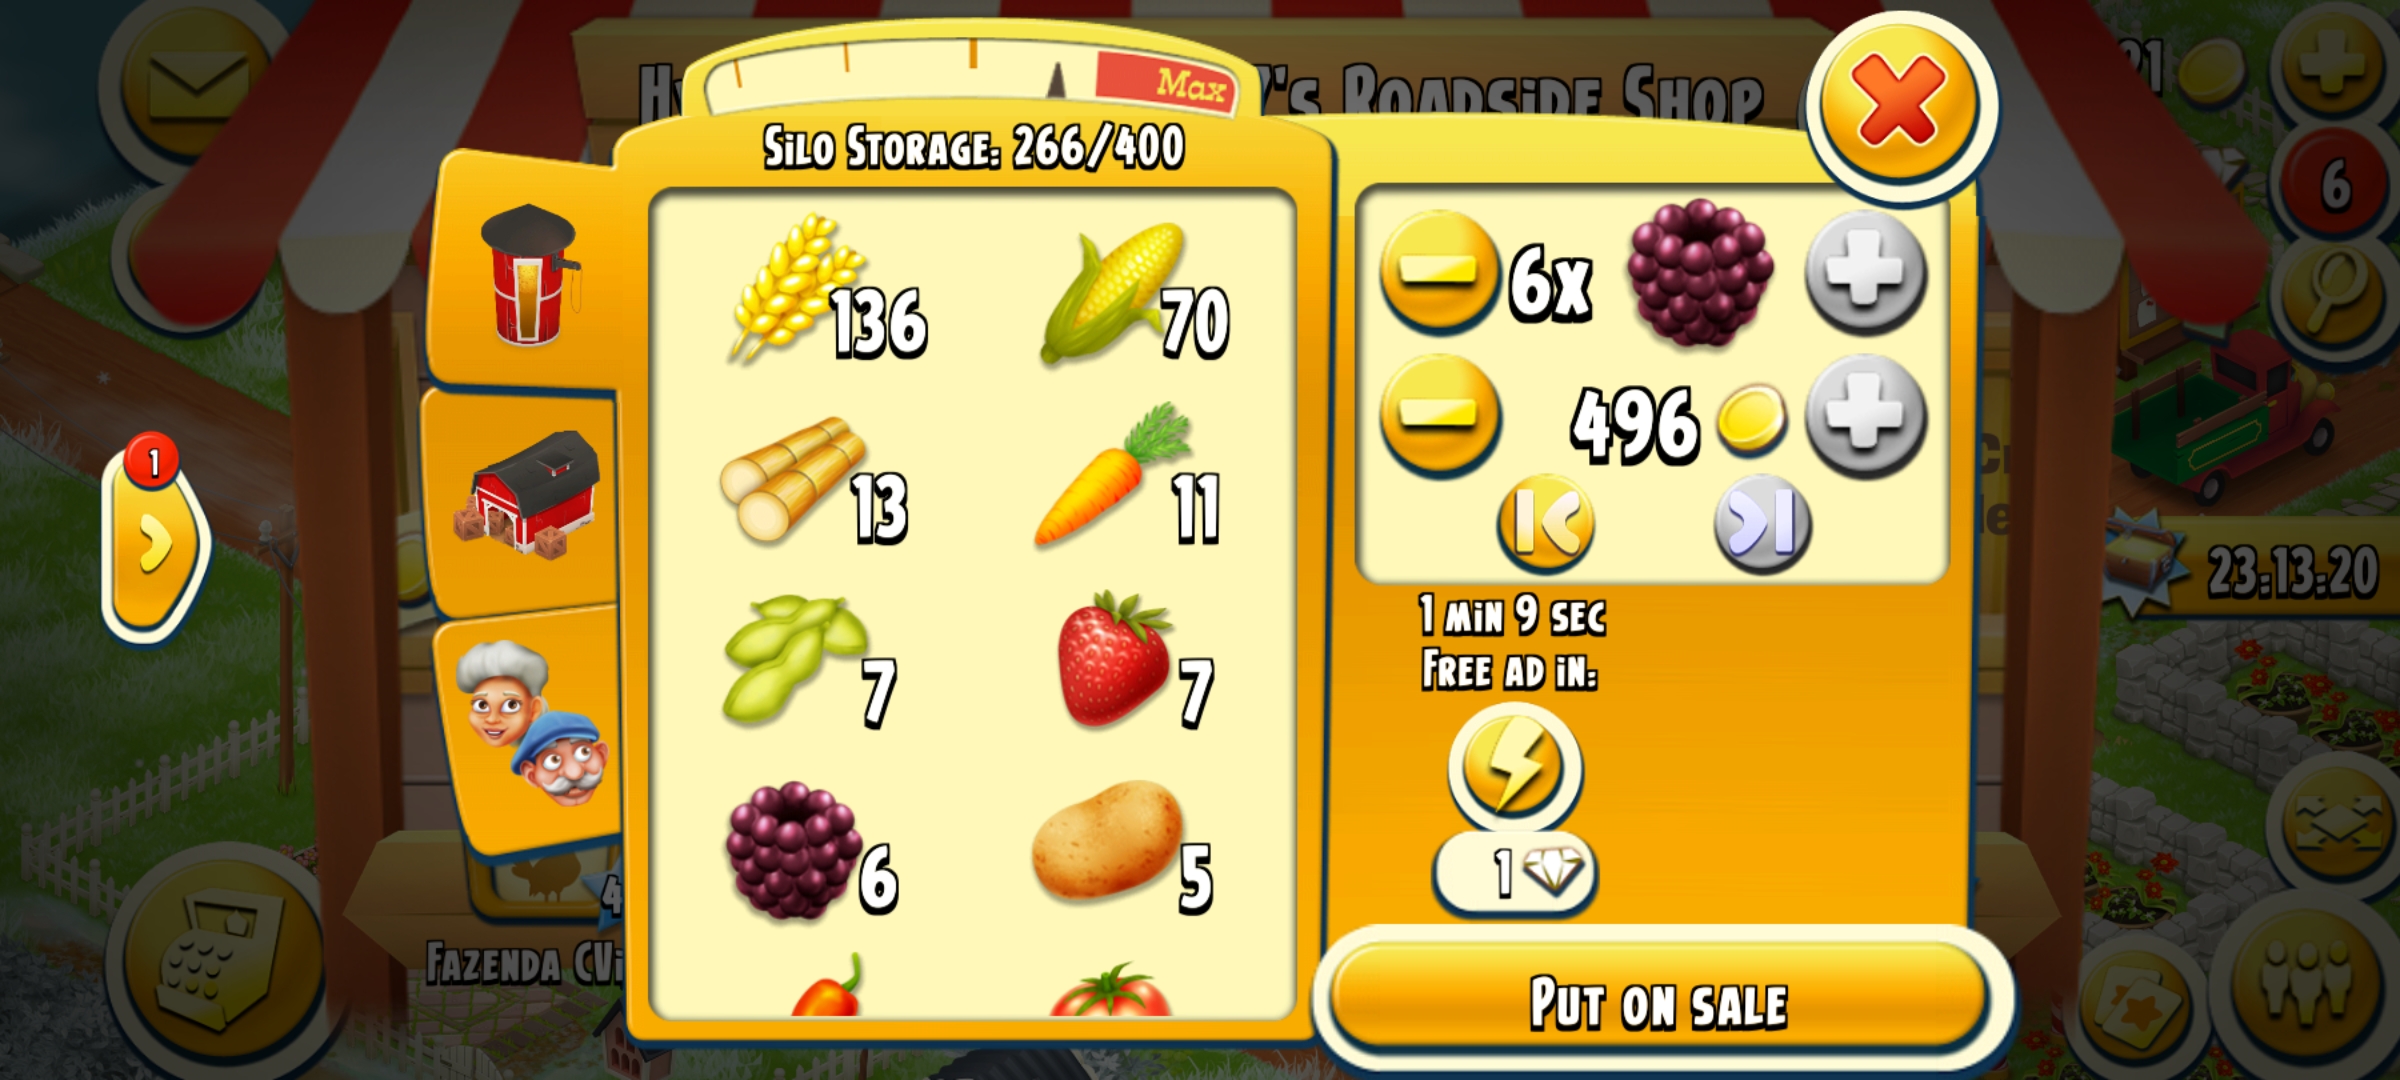 's Roadside Shop
Max
Silo Storage: 266/400
136
70
13
11
7
7
6
5
6x
496
1 min 9 sec
Free ad in:
1
Put on sale
1
6
23:13:20
Fazenda